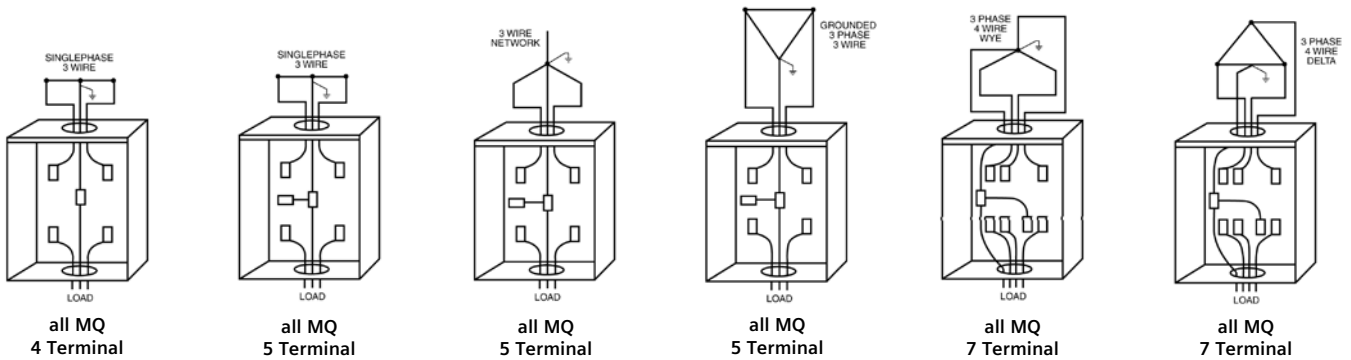 SINGLEPHASE
3 WIRE
LOAD
all MQ
4 Terminal
SINGLEPHASE
3 WIRE
LOAD
all MQ
5 Terminal
3 WIRE
NETWORK
LOAD
all MQ
5 Terminal
GROUNDED
3 PHASE
3 WIRE
LOAD
all MQ
5 Terminal
3 PHASE
4 WIRE
WYE
LOAD
all MQ
7 Terminal
3 PHASE
4 WIRE
DELTA
LOAD
all MQ
7 Terminal